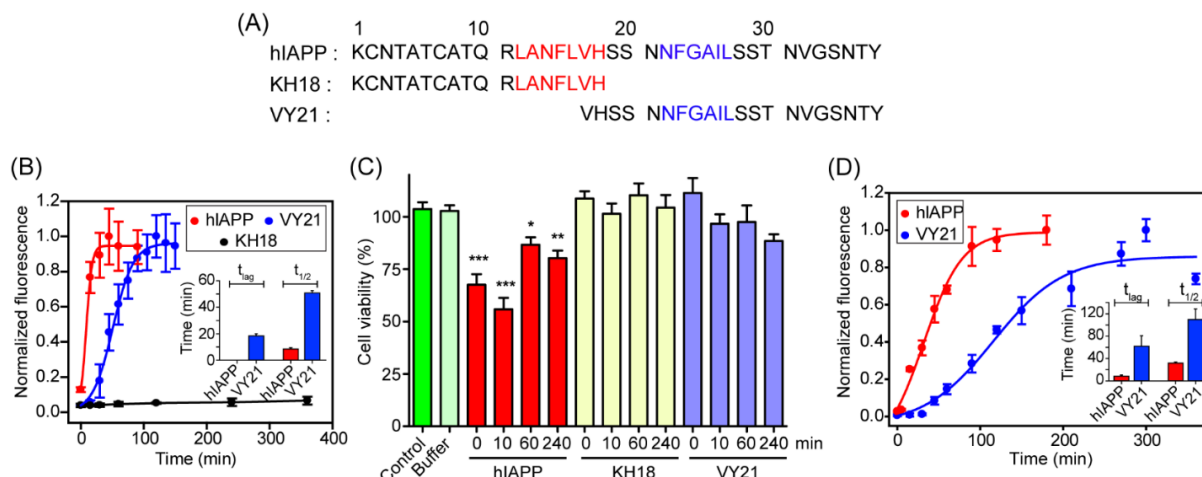 (A)
1 10 20 30
hIAPP : KCNTATCATQ RLANFLVHSS NNFGAILSST NVGSNTY
KH18 : KCNTATCATQ RLANFLVH
VY21 : VHSS NNFGAILSST NVGSNTY
(B)
Normalized fluorescence
1.2
1.0
0.8
0.6
0.4
0.2
0.0
hIAPP VY21
KH18
Time (min)
60
40
20
0
tlag t1/2
hIAPP VY21 hIAPP VY21
0 100 200 300 400
Time (min)
(C)
Cell viability (%)
100
75
50
25
0
*** *** * **
0 10 60 240 0 10 60 240 0 10 60 240 min
Control Buffer hIAPP KH18 VY21
(D)
Normalized fluorescence
1.2
1.0
0.8
0.6
0.4
0.2
0.0
hIAPP
VY21
Time (min)
120
80
40
0
tlag t1/2
hIAPP VY21 hIAPP VY21
0 100 200 300
Time (min)